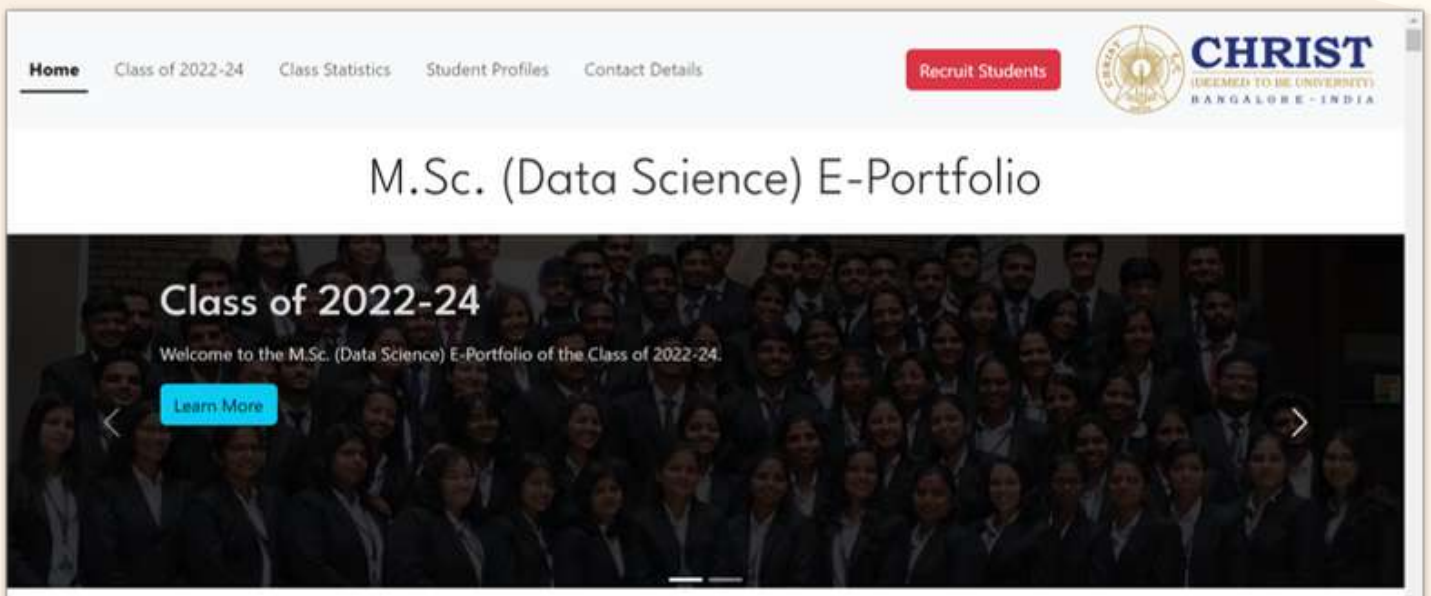 Home Class of 2022-24 Class Statistics Student Profiles Contact Details Recruit Students
CHRIST
(DEEMED TO BE UNIVERSITY)
BANGALORE - INDIA
M.Sc. (Data Science) E-Portfolio
Class of 2022-24
Welcome to the M.Sc. (Data Science) E-Portfolio of the Class of 2022-24.
Learn More